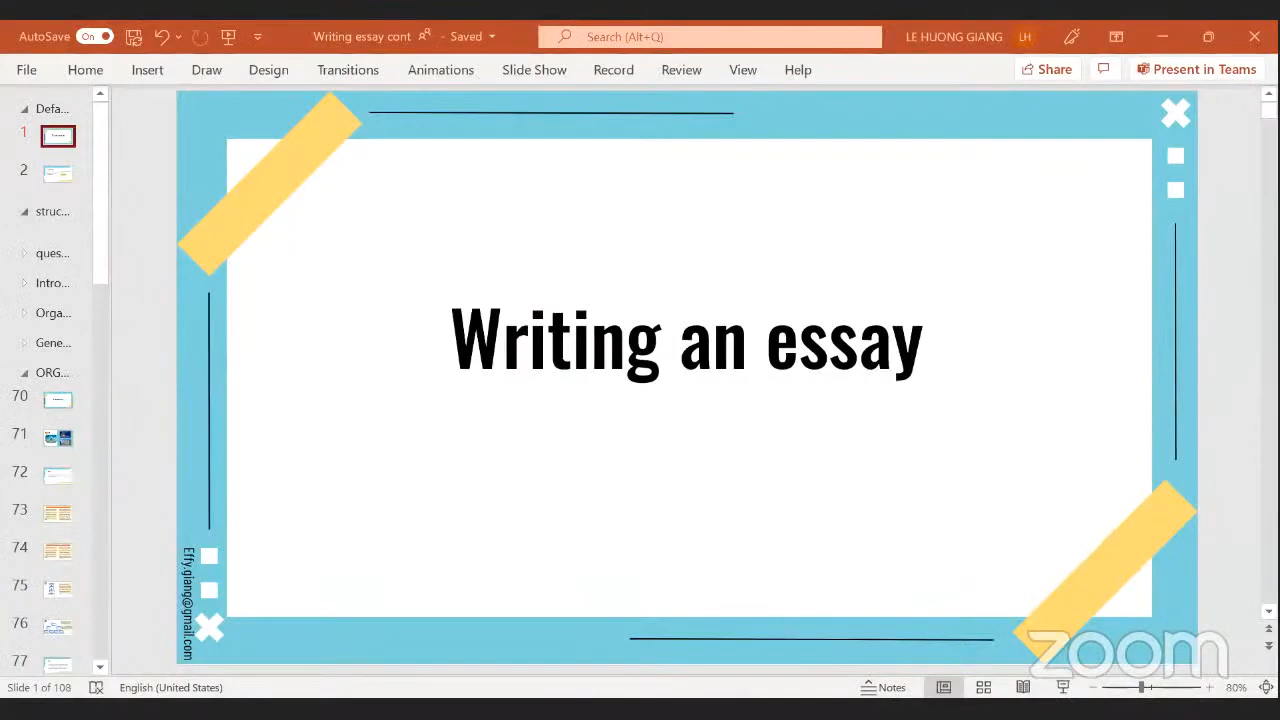 AutoSave On Writing essay cont - Saved Search (Alt+Q) LE HUONG GIANG LH
File Home Insert Draw Design Transitions Animations Slide Show Record Review View Help Share Present in Teams
Defa...
1
2
struc...
ques...
Intro...
Orga...
Gene...
ORG...
70
71
72
73
74
75
76
77
Writing an essay
Effy.giang@gmail.com
zoom
Slide 1 of 108 English (United States) Notes 80%